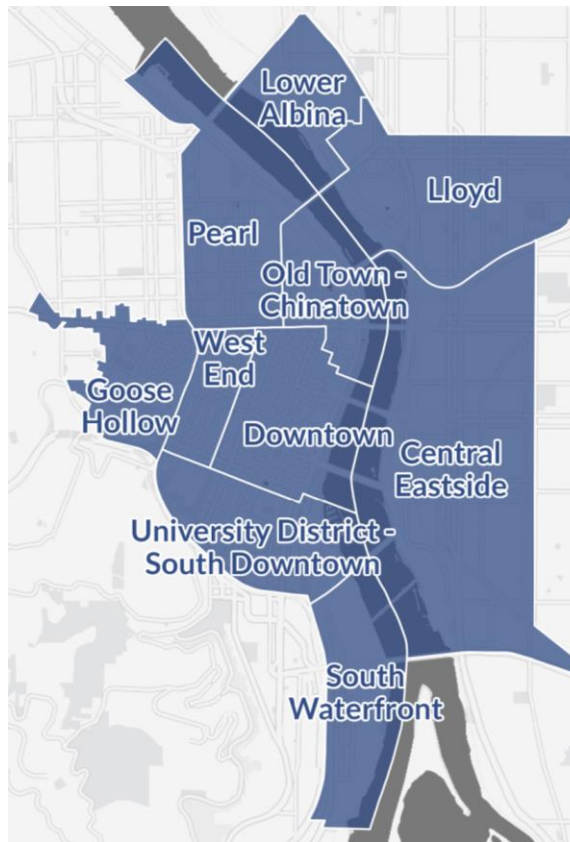 Lower
Albina
Lloyd
Pearl
Old Town -
Chinatown
West
End
Goose
Hollow
Downtown
Central
Eastside
University District -
South Downtown
South
Waterfront